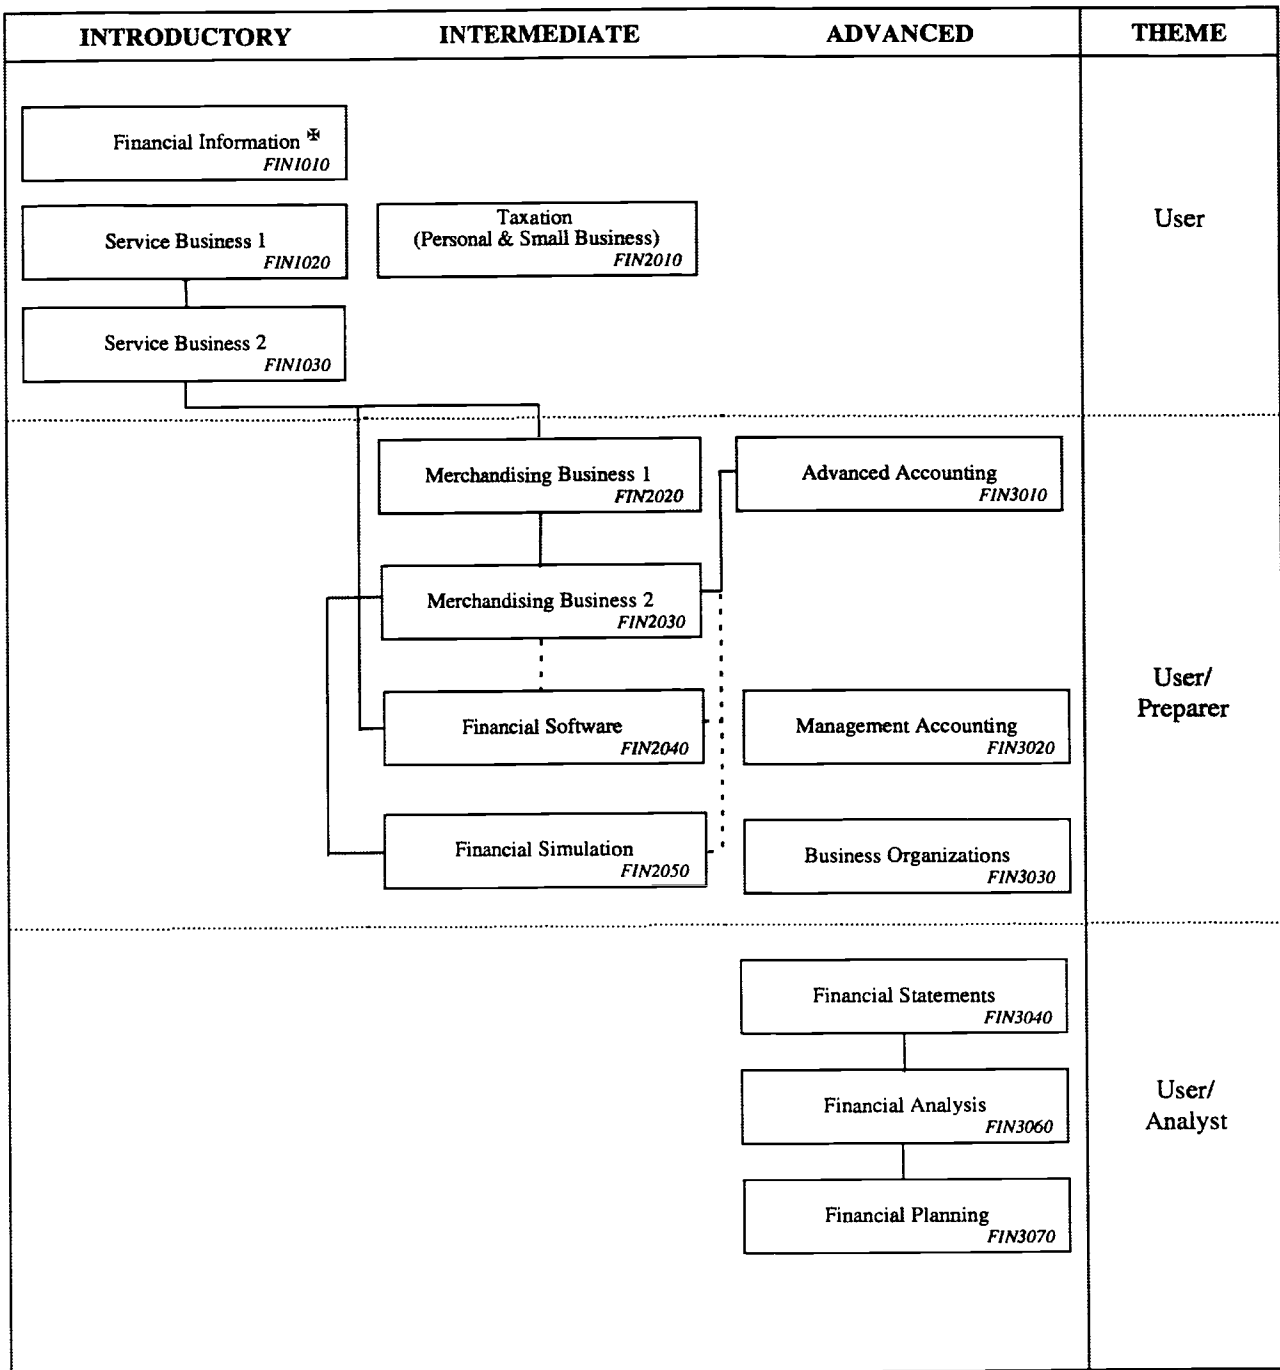 INTRODUCTORY INTERMEDIATE ADVANCED THEME
Financial Information ✠
FIN1010
Service Business 1
FIN1020
Taxation
(Personal & Small Business)
FIN2010
User
Service Business 2
FIN1030
Merchandising Business 1
FIN2020
Advanced Accounting
FIN3010
Merchandising Business 2
FIN2030
Financial Software
FIN2040
Management Accounting
FIN3020
User/
Preparer
Financial Simulation
FIN2050
Business Organizations
FIN3030
Financial Statements
FIN3040
Financial Analysis
FIN3060
User/
Analyst
Financial Planning
FIN3070